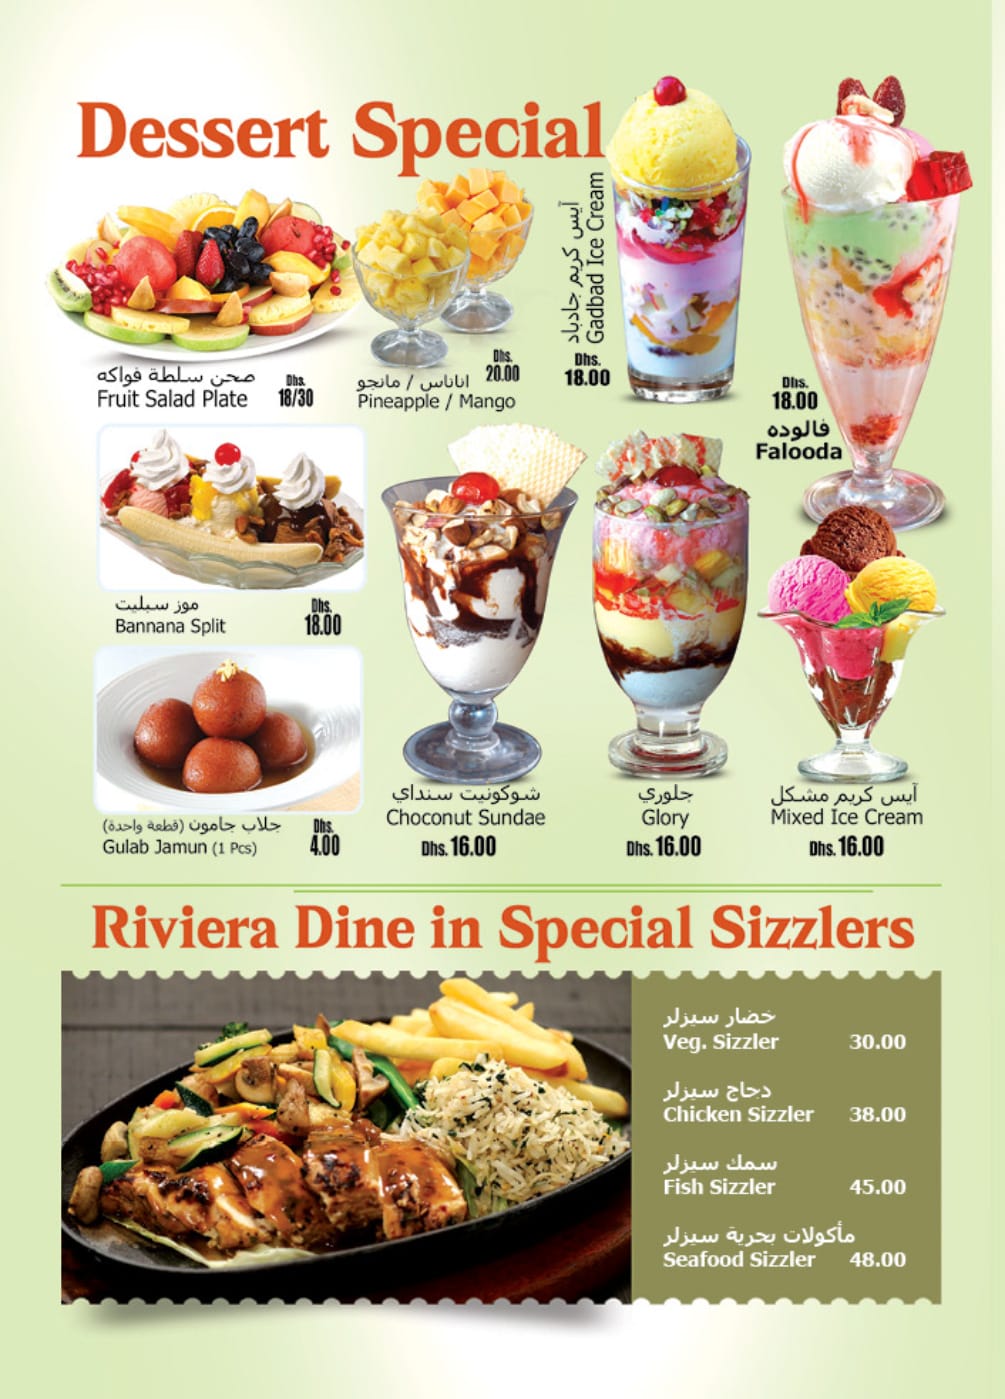 Dessert Special
صحن سلطة فواكه
Fruit Salad Plate
Dhs.
18/30
اناناس / مانجو
Pineapple / Mango
Dhs.
20.00
آيس كريم جادباد
Gadbad Ice Cream
Dhs.
18.00
Dhs.
18.00
فالوده
Falooda
موز سبليت
Bannana Split
Dhs.
18.00
جلاب جامون (قطعة واحدة)
Gulab Jamun (1 Pcs)
Dhs.
4.00
شوكونيت سنداي
Choconut Sundae
Dhs. 16.00
جلوري
Glory
Dhs. 16.00
آيس كريم مشكل
Mixed Ice Cream
Dhs. 16.00
Riviera Dine in Special Sizzlers
خضار سيزلر
Veg. Sizzler 30.00
دجاج سيزلر
Chicken Sizzler 38.00
سمك سيزلر
Fish Sizzler 45.00
مأكولات بحرية سيزلر
Seafood Sizzler 48.00